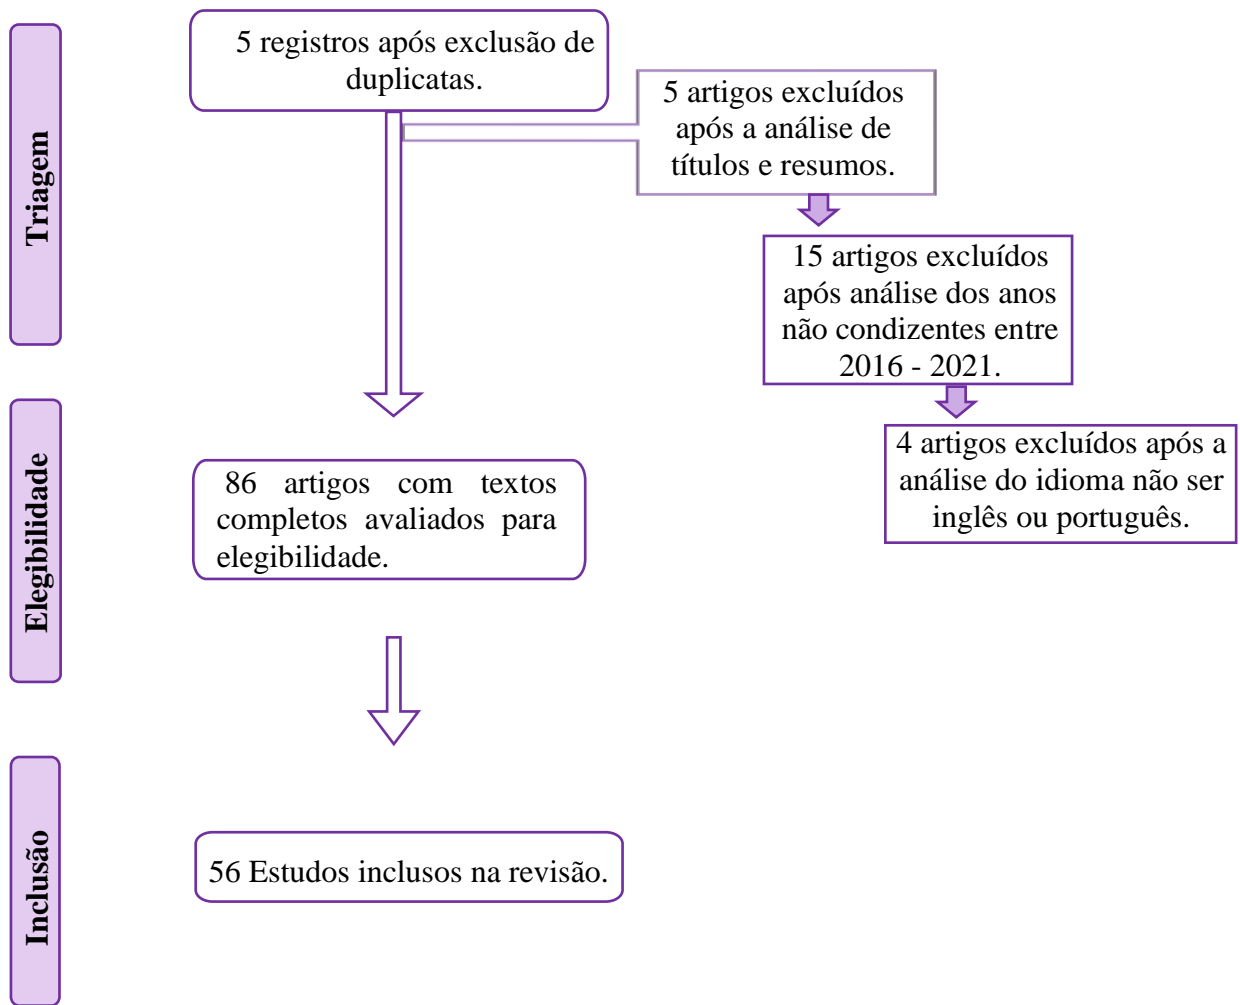 Triagem
5 registros após exclusão de
duplicatas.
5 artigos excluídos
após a análise de
títulos e resumos.
15 artigos excluídos
após análise dos anos
não condizentes entre
2016 - 2021.
4 artigos excluídos após a
análise do idioma não ser
inglês ou português.
Elegibilidade
86 artigos com textos
completos avaliados para
elegibilidade.
Inclusão
56 Estudos inclusos na revisão.